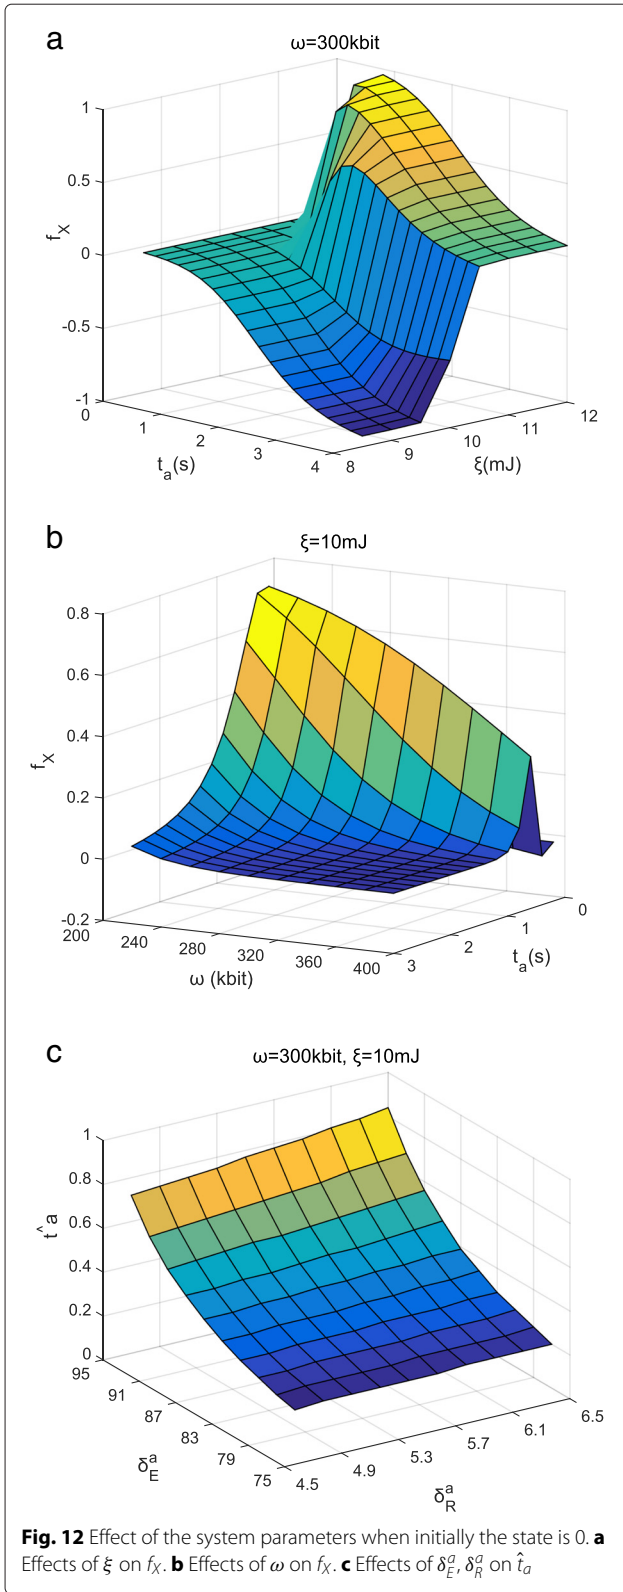 a
ω=300kbit
1
0.5
0
-0.5
-1
f_X
0 1 2 3 4
t_a(s)
8 9 10 11 12
ξ(mJ)
b
ξ=10mJ
0.8
0.6
0.4
0.2
0
-0.2
f_X
200 240 280 320 360 400
ω (kbit)
3 2 1 0
t_a(s)
c
ω=300kbit, ξ=10mJ
1
0.8
0.6
0.4
0.2
0
t^a
95 91 87 83 79 75
δ_E^a
4.5 4.9 5.3 5.7 6.1 6.5
δ_R^a
Fig. 12 Effect of the system parameters when initially the state is 0. a
Effects of ξ on f_X. b Effects of ω on f_X. c Effects of δ_E^a, δ_R^a on t̂_a